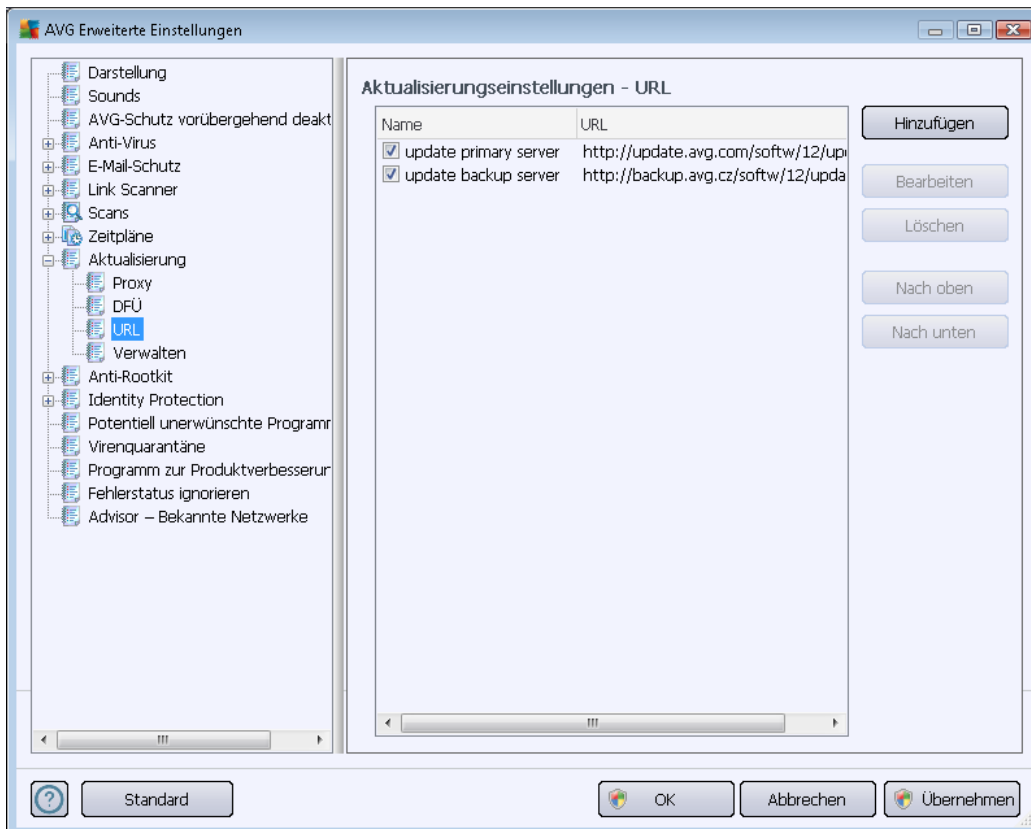 AVG Erweiterte Einstellungen
Darstellung
Sounds
AVG-Schutz vorübergehend deakt
Anti-Virus
E-Mail-Schutz
Link Scanner
Scans
Zeitpläne
Aktualisierung
Proxy
DFÜ
URL
Verwalten
Anti-Rootkit
Identity Protection
Potentiell unerwünschte Programr
Virenquarantäne
Programm zur Produktverbesserur
Fehlerstatus ignorieren
Advisor – Bekannte Netzwerke
Aktualisierungseinstellungen - URL
Name URL
update primary server http://update.avg.com/softw/12/up
update backup server http://backup.avg.cz/softw/12/upda
Hinzufügen
Bearbeiten
Löschen
Nach oben
Nach unten
Standard
OK
Abbrechen
Übernehmen